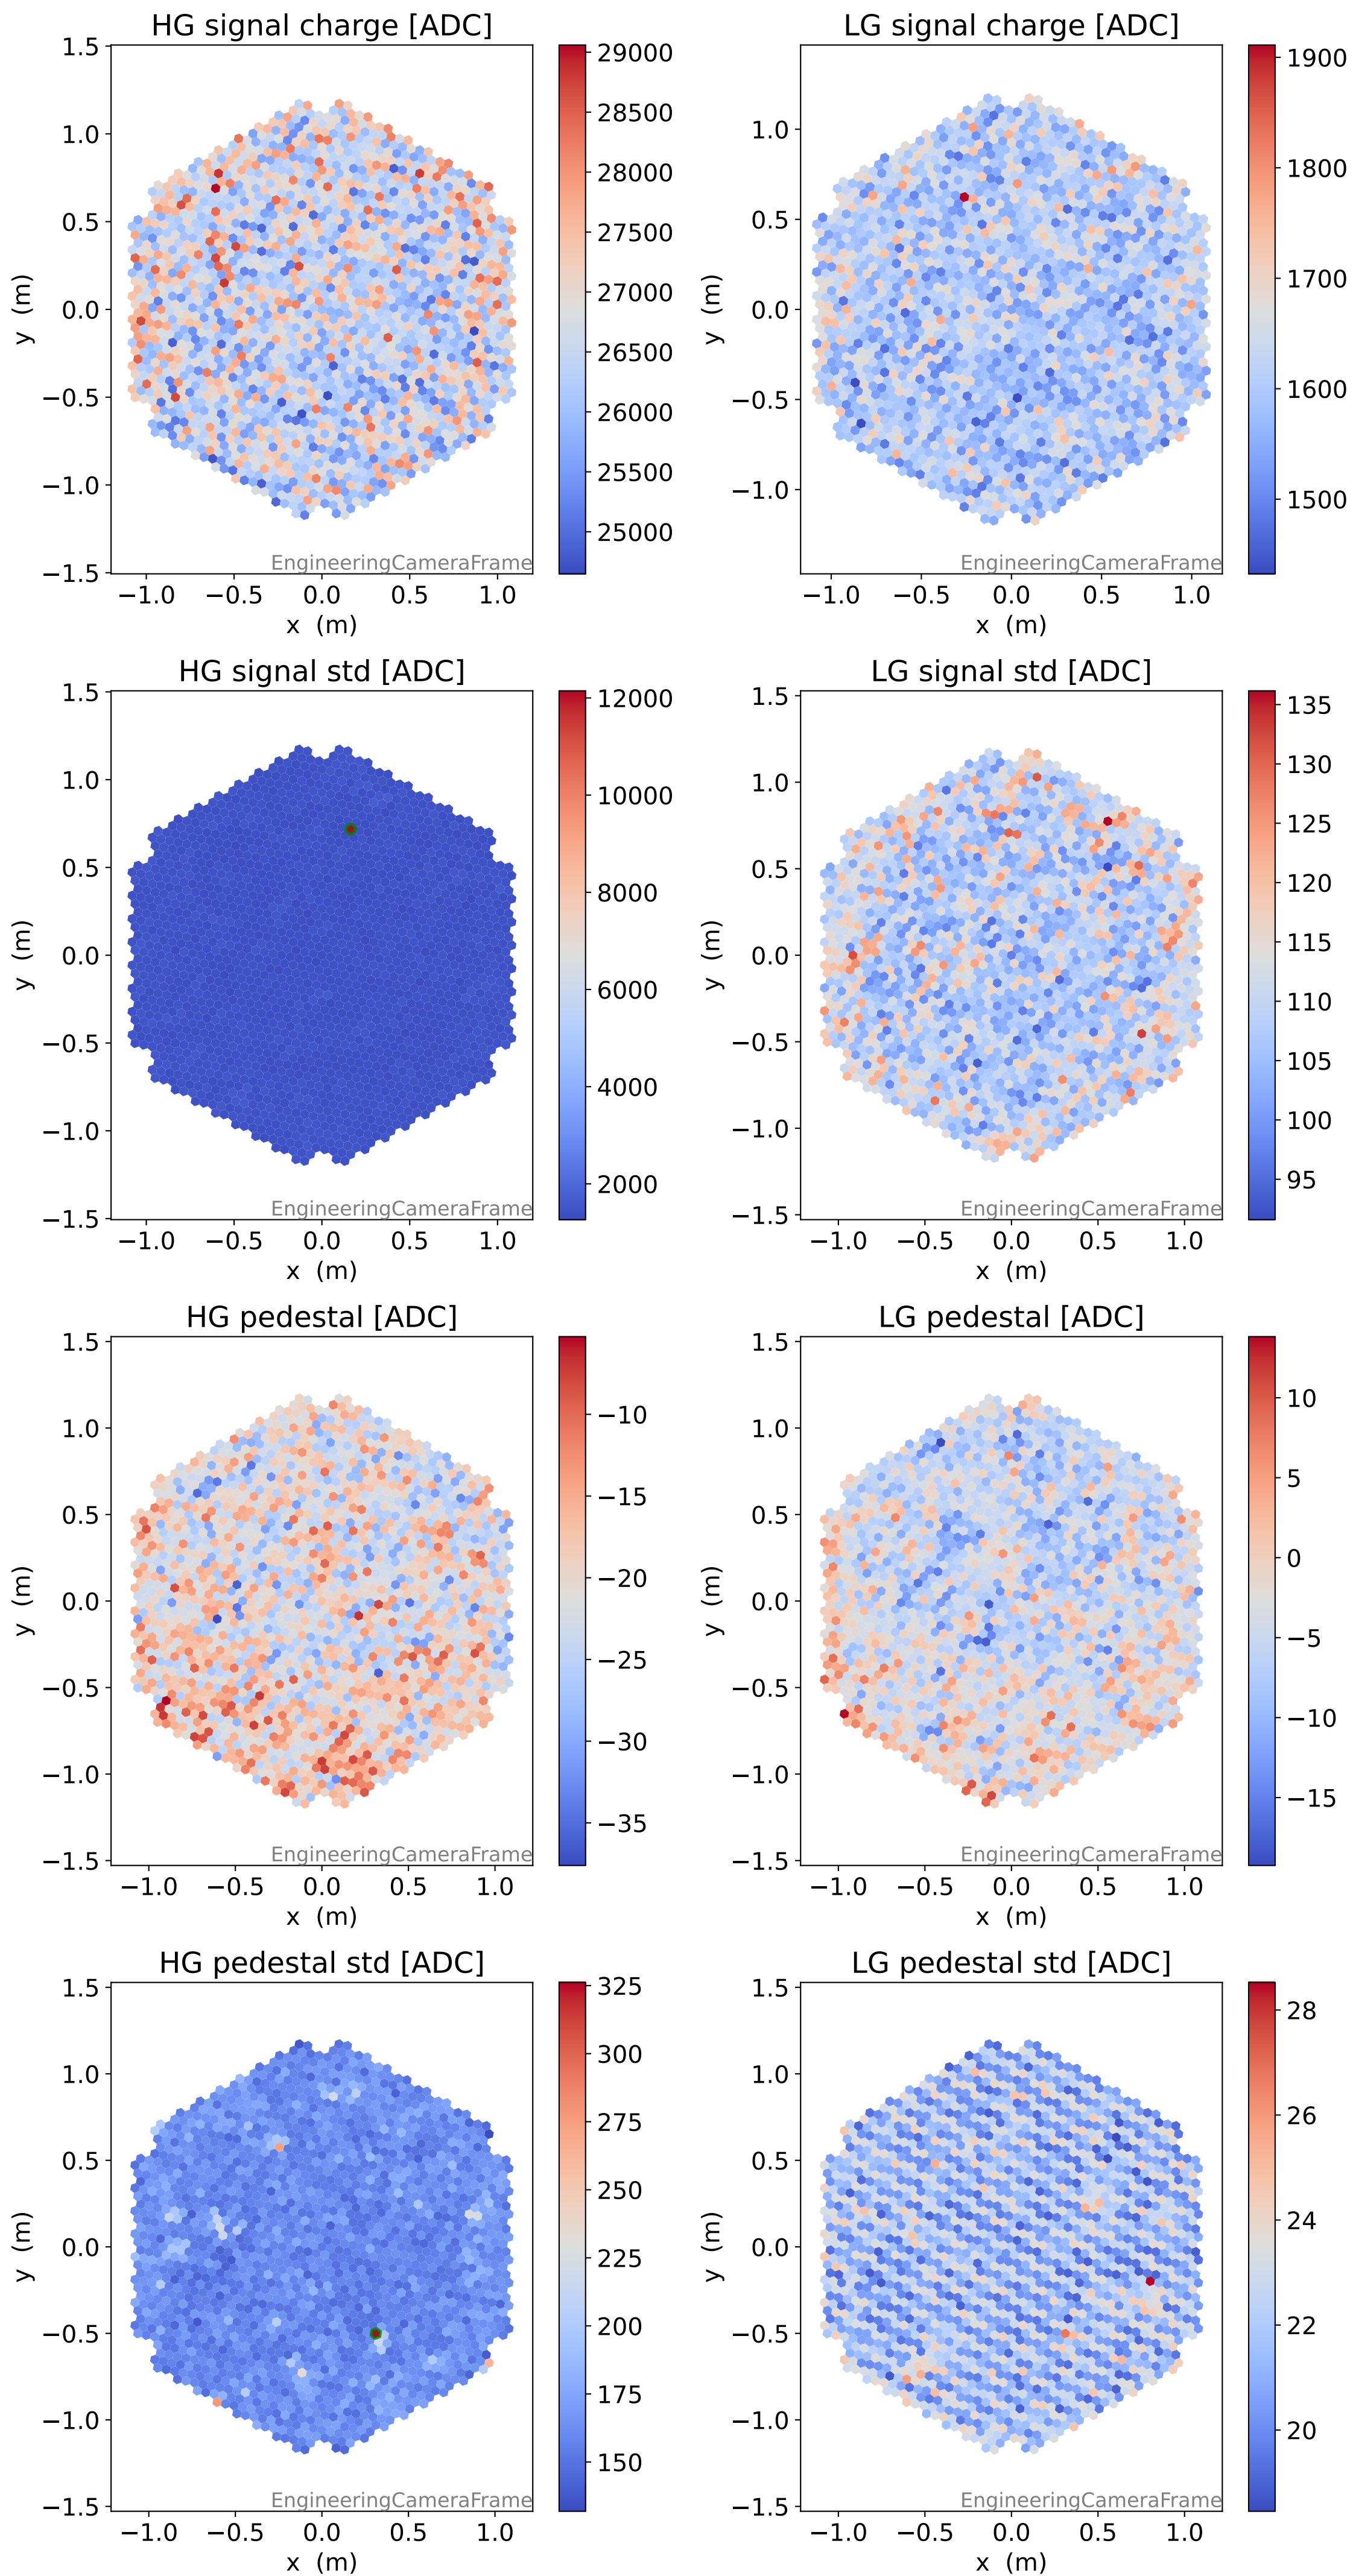 HG signal charge [ADC]
LG signal charge [ADC]
1.5
1.0
0.5
0.0
−0.5
−1.0
−1.5
y (m)
−1.0 −0.5 0.0 0.5 1.0
x (m)
EngineeringCameraFrame
29000
28500
28000
27500
27000
26500
26000
25500
25000
1.0
0.5
0.0
−0.5
−1.0
y (m)
−1.0 −0.5 0.0 0.5 1.0
x (m)
EngineeringCameraFrame
1900
1800
1700
1600
1500
HG signal std [ADC]
LG signal std [ADC]
1.5
1.0
0.5
0.0
−0.5
−1.0
−1.5
y (m)
−1.0 −0.5 0.0 0.5 1.0
x (m)
EngineeringCameraFrame
12000
10000
8000
6000
4000
2000
1.5
1.0
0.5
0.0
−0.5
−1.0
−1.5
y (m)
−1.0 −0.5 0.0 0.5 1.0
x (m)
EngineeringCameraFrame
135
130
125
120
115
110
105
100
95
HG pedestal [ADC]
LG pedestal [ADC]
1.5
1.0
0.5
0.0
−0.5
−1.0
−1.5
y (m)
−1.0 −0.5 0.0 0.5 1.0
x (m)
EngineeringCameraFrame
−10
−15
−20
−25
−30
−35
1.5
1.0
0.5
0.0
−0.5
−1.0
−1.5
y (m)
−1.0 −0.5 0.0 0.5 1.0
x (m)
EngineeringCameraFrame
10
5
0
−5
−10
−15
HG pedestal std [ADC]
LG pedestal std [ADC]
1.5
1.0
0.5
0.0
−0.5
−1.0
−1.5
y (m)
−1.0 −0.5 0.0 0.5 1.0
x (m)
EngineeringCameraFrame
325
300
275
250
225
200
175
150
1.5
1.0
0.5
0.0
−0.5
−1.0
−1.5
y (m)
−1.0 −0.5 0.0 0.5 1.0
x (m)
EngineeringCameraFrame
28
26
24
22
20